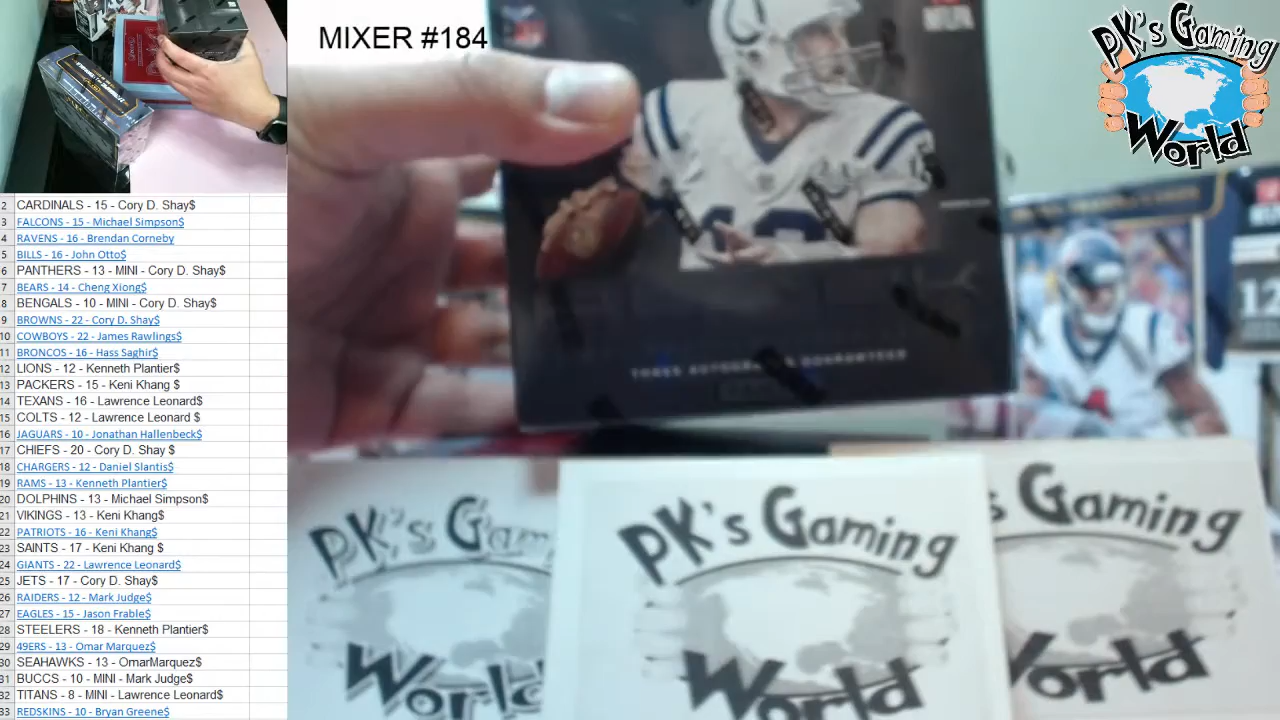 MIXER #184
PK's Gaming
World
2 CARDINALS - 15 - Cory D. Shay$
3 FALCONS - 15 - Michael Simpson$
4 RAVENS - 16 - Brendan Corneby
5 BILLS - 16 - John Otto$
6 PANTHERS - 13 - MINI - Cory D. Shay$
7 BEARS - 14 - Cheng Xiong$
8 BENGALS - 10 - MINI - Cory D. Shay$
9 BROWNS - 22 - Cory D. Shay$
10 COWBOYS - 22 - James Rawlings$
11 BRONCOS - 16 - Hass Saghir$
12 LIONS - 12 - Kenneth Plantier$
13 PACKERS - 15 - Keni Khang $
14 TEXANS - 16 - Lawrence Leonard$
15 COLTS - 12 - Lawrence Leonard $
16 JAGUARS - 10 - Jonathan Hallenbeck$
17 CHIEFS - 20 - Cory D. Shay $
18 CHARGERS - 12 - Daniel Slantis$
19 RAMS - 13 - Kenneth Plantier$
20 DOLPHINS - 13 - Michael Simpson$
21 VIKINGS - 13 - Keni Khang$
22 PATRIOTS - 16 - Keni Khang$
23 SAINTS - 17 - Keni Khang $
24 GIANTS - 22 - Lawrence Leonard$
25 JETS - 17 - Cory D. Shay$
26 RAIDERS - 12 - Mark Judge$
27 EAGLES - 15 - Jason Frable$
28 STEELERS - 18 - Kenneth Plantier$
29 49ERS - 13 - Omar Marquez$
30 SEAHAWKS - 13 - OmarMarquez$
31 BUCCS - 10 - MINI - Mark Judge$
32 TITANS - 8 - MINI - Lawrence Leonard$
33 REDSKINS - 10 - Bryan Greene$
THREE AUTOGRAPHS GUARANTEED
12
PK's Gaming
World
PK's Gaming
World
s Gaming
World